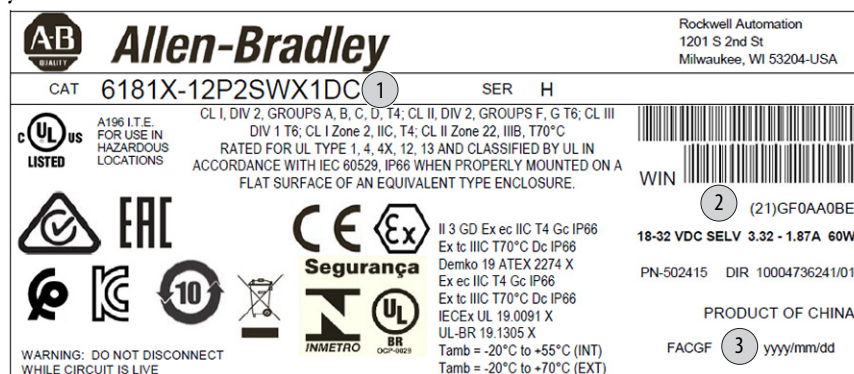 A·B
QUALITY
Allen-Bradley
Rockwell Automation
1201 S 2nd St
Milwaukee, WI 53204-USA
CAT 6181X-12P2SWX1DC 1 SER H
c UL us
LISTED
A196 I.T.E.
FOR USE IN
HAZARDOUS
LOCATIONS
CL I, DIV 2, GROUPS A, B, C, D, T4; CL II, DIV 2, GROUPS F, G T6; CL III
DIV 1 T6; CL I Zone 2, IIC, T4; CL II Zone 22, IIIB, T70°C
RATED FOR UL TYPE 1, 4, 4X, 12, 13 AND CLASSIFIED BY UL IN
ACCORDANCE WITH IEC 60529, IP66 WHEN PROPERLY MOUNTED ON A
FLAT SURFACE OF AN EQUIVALENT TYPE ENCLOSURE.
WIN
2 (21)GF0AA0BE
18-32 VDC SELV 3.32 - 1.87A 60W
PN-502415 DIR 10004736241/01
PRODUCT OF CHINA
FACGF 3 yyyy/mm/dd
EAC
CE
Ex
II 3 GD Ex ec IIC T4 Gc IP66
Ex tc IIIC T70°C Dc IP66
Demko 19 ATEX 2274 X
Ex ec IIC T4 Gc IP66
Ex tc IIIC T70°C Dc IP66
IECEx UL 19.0091 X
UL-BR 19.1305 X
Tamb = -20°C to +55°C (INT)
Tamb = -20°C to +70°C (EXT)
10
Segurança
INMETRO
UL
BR
OCP-0029
WARNING: DO NOT DISCONNECT
WHILE CIRCUIT IS LIVE